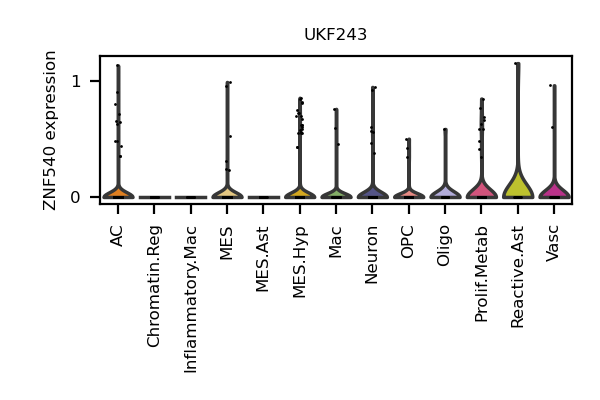 UKF243
ZNF540 expression
1
0
AC
Chromatin.Reg
Inflammatory.Mac
MES
MES.Ast
MES.Hyp
Mac
Neuron
OPC
Oligo
Prolif.Metab
Reactive.Ast
Vasc